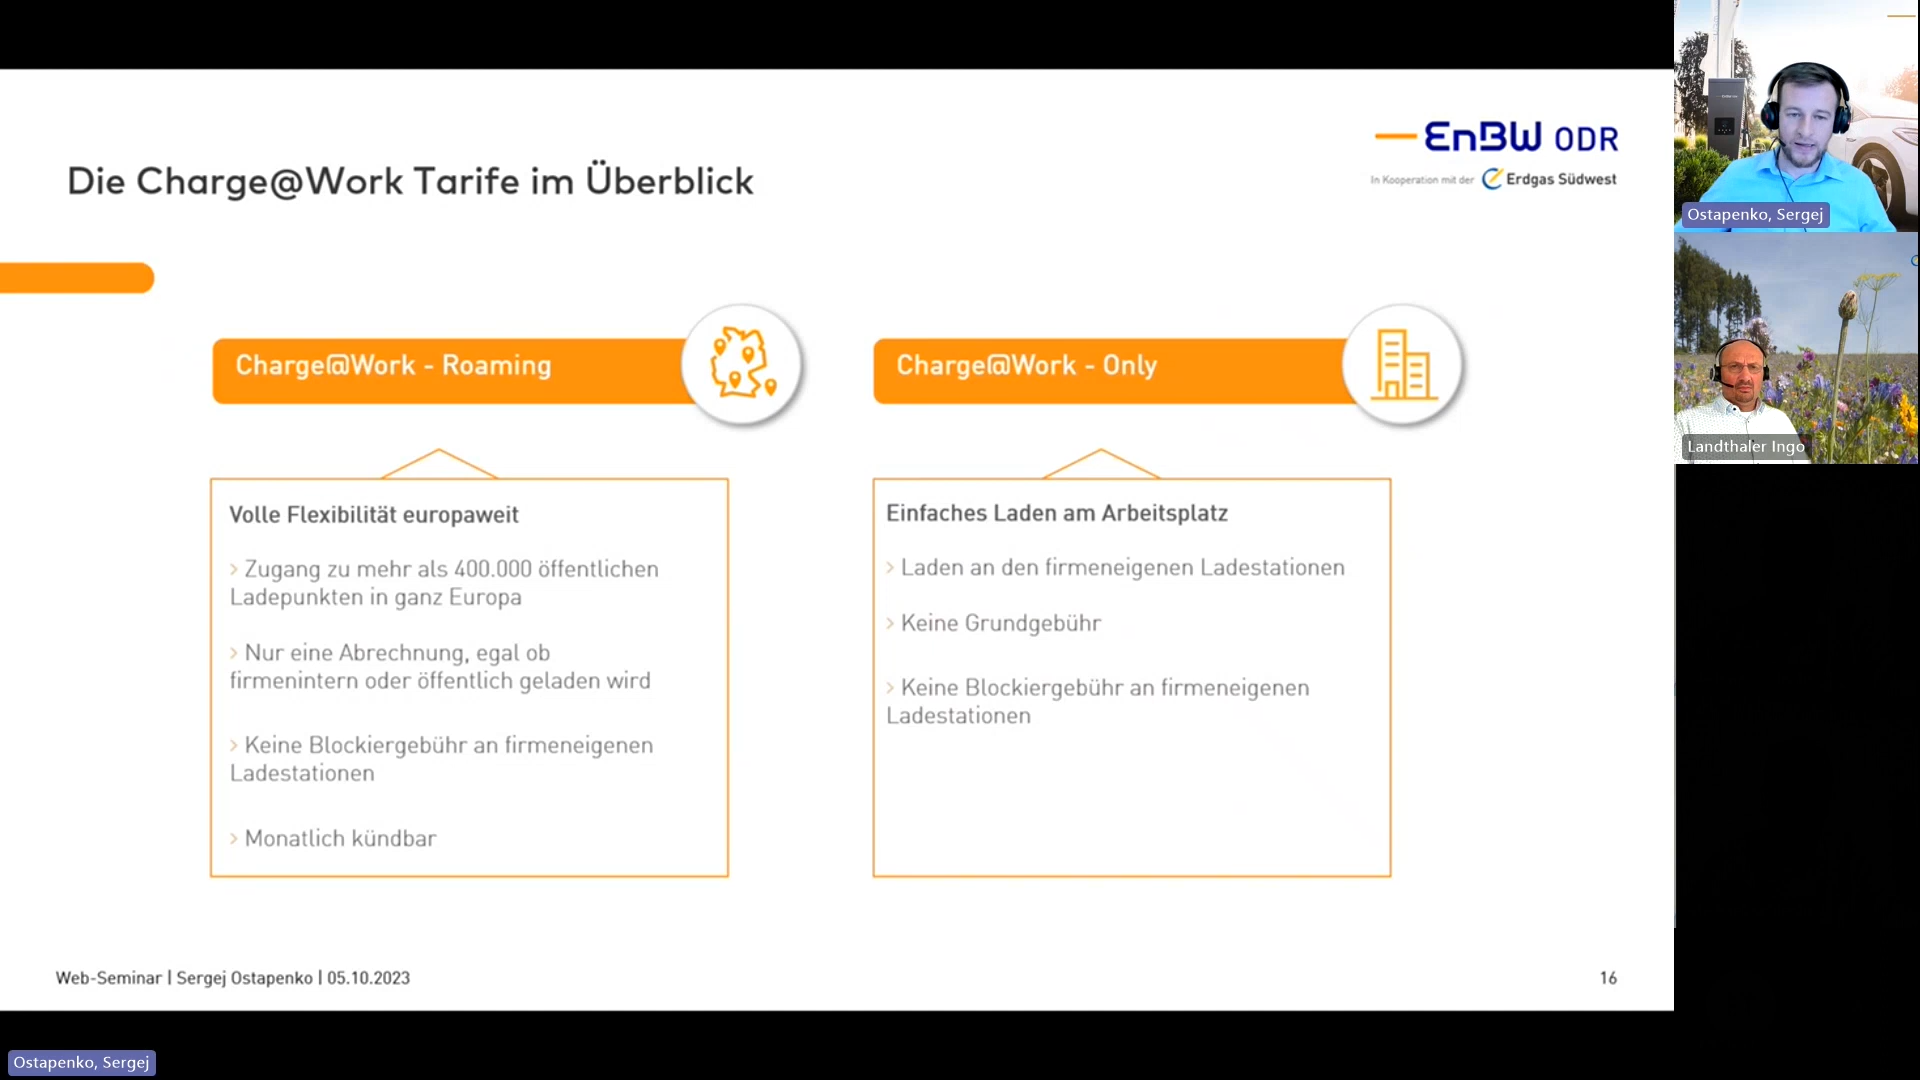 EnBW ODR
In Kooperation mit der Erdgas Südwest
Die Charge@Work Tarife im Überblick
Charge@Work - Roaming
Volle Flexibilität europaweit
› Zugang zu mehr als 400.000 öffentlichen
Ladepunkten in ganz Europa
› Nur eine Abrechnung, egal ob
firmenintern oder öffentlich geladen wird
› Keine Blockiergebühr an firmeneigenen
Ladestationen
› Monatlich kündbar
Charge@Work - Only
Einfaches Laden am Arbeitsplatz
› Laden an den firmeneigenen Ladestationen
› Keine Grundgebühr
› Keine Blockiergebühr an firmeneigenen
Ladestationen
Web-Seminar | Sergej Ostapenko | 05.10.2023
16
Ostapenko, Sergej
Landthaler Ingo
Ostapenko, Sergej